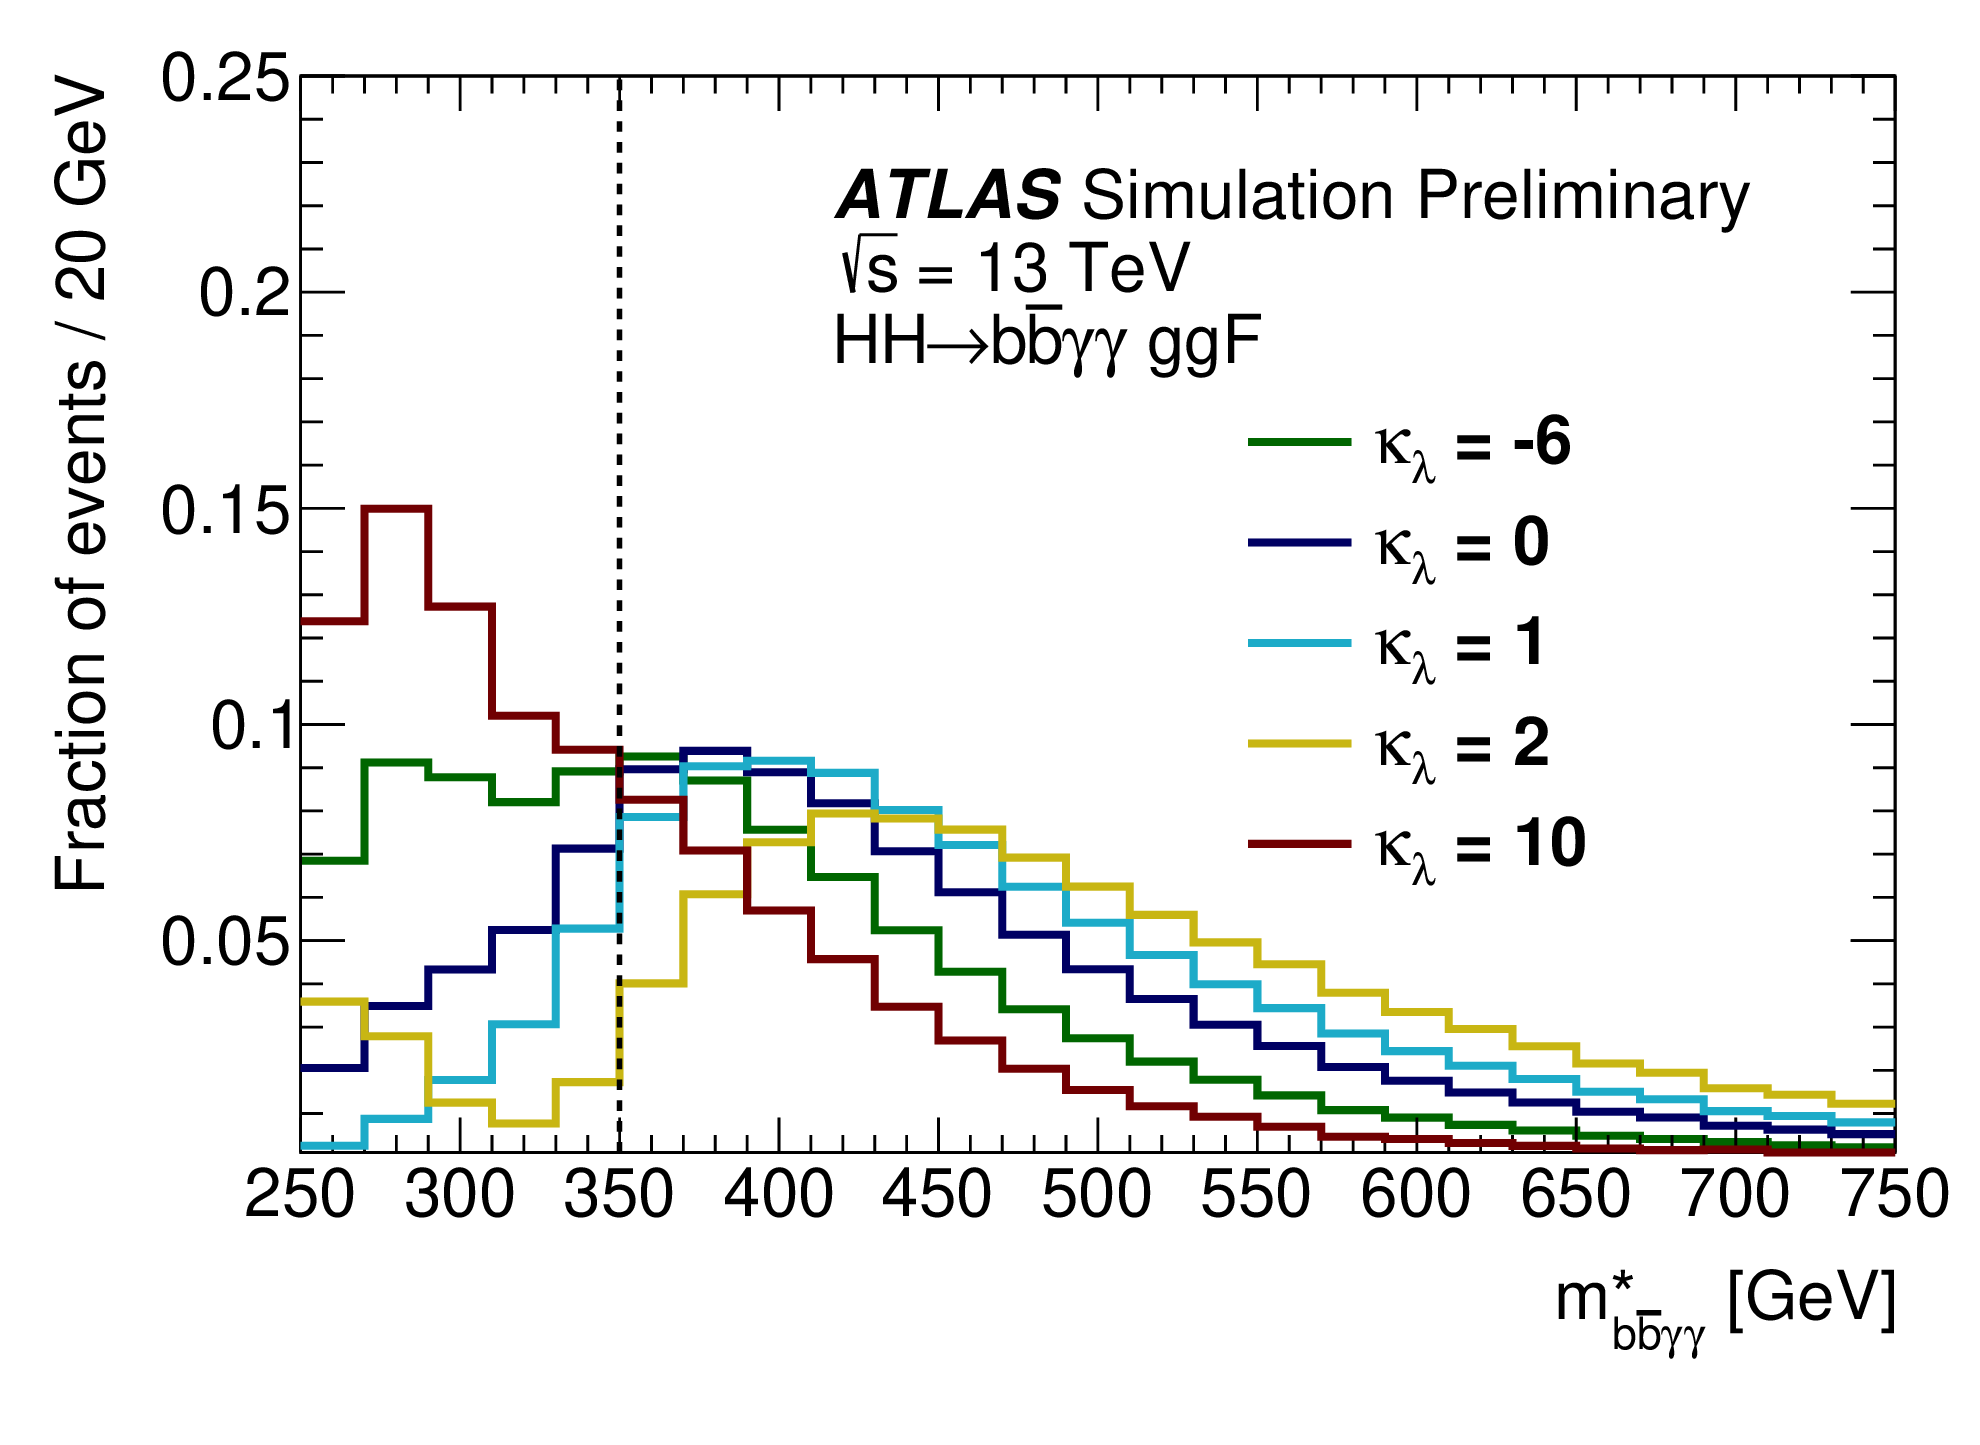 Fraction of events / 20 GeV
0.25
0.2
0.15
0.1
0.05
ATLAS Simulation Preliminary
√s = 13 TeV
HH→bb̅γγ ggF
κλ = -6
κλ = 0
κλ = 1
κλ = 2
κλ = 10
250 300 350 400 450 500 550 600 650 700 750
m*bb̅γγ [GeV]